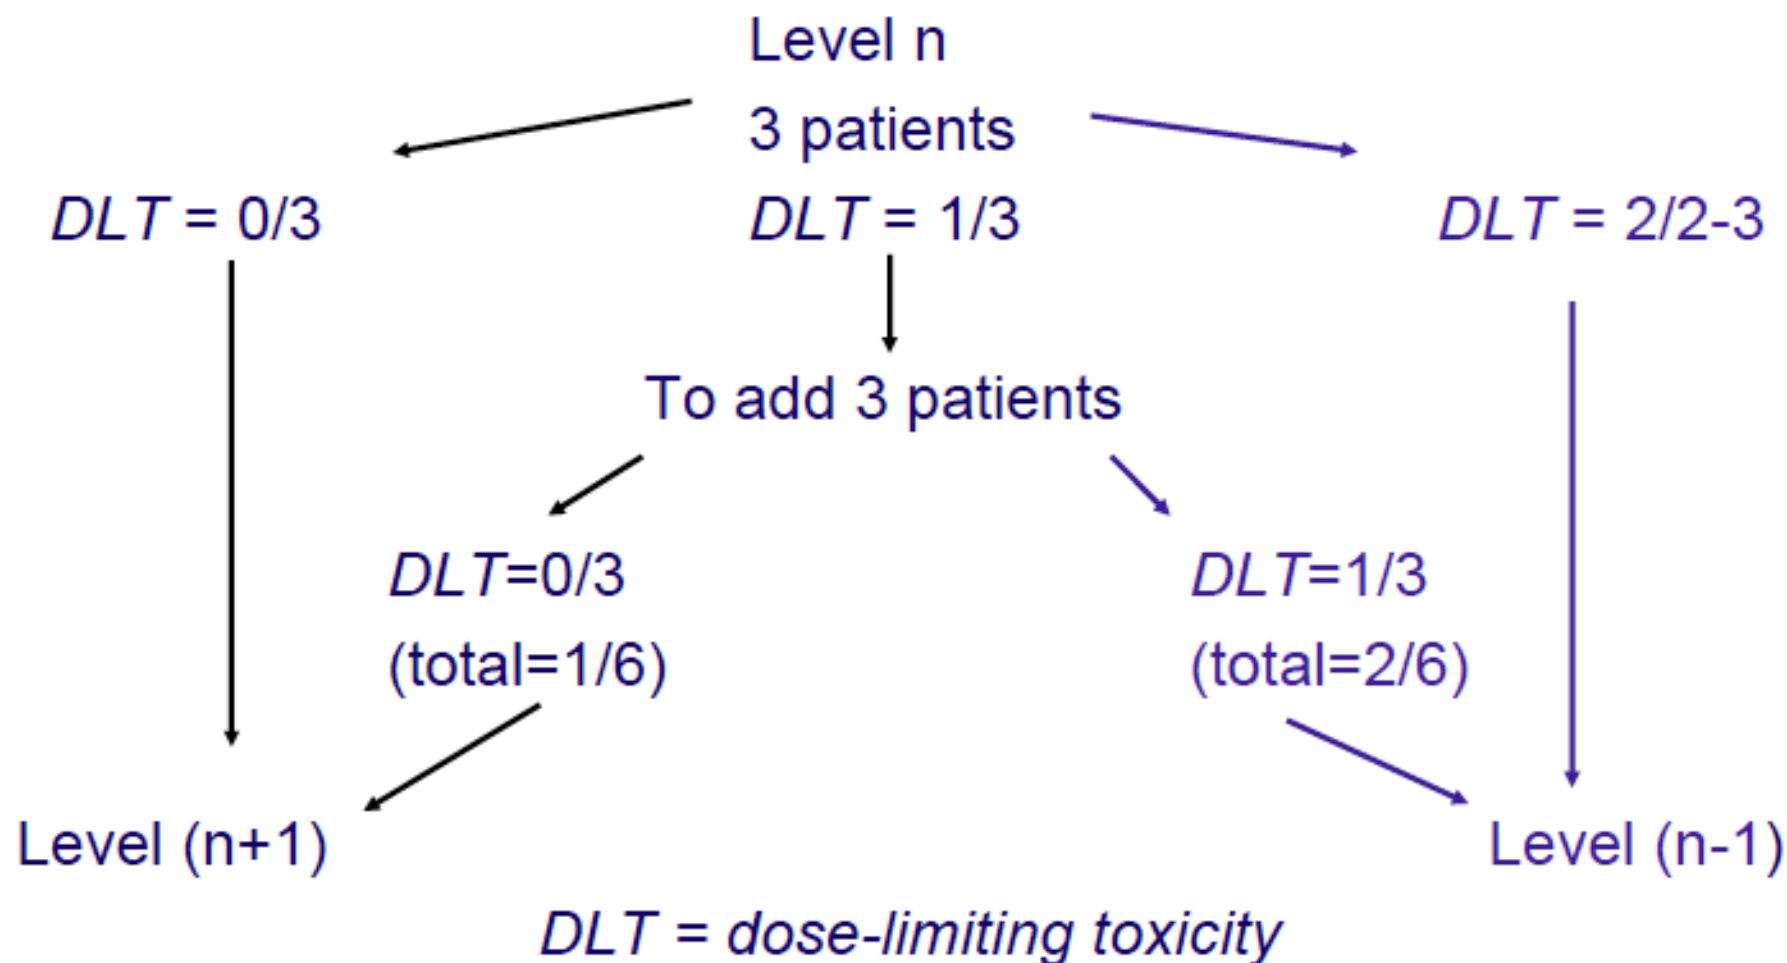 Level n
3 patients
DLT = 0/3
DLT = 1/3
DLT = 2/2-3
To add 3 patients
DLT=0/3
(total=1/6)
DLT=1/3
(total=2/6)
Level (n+1)
Level (n-1)
DLT = dose-limiting toxicity